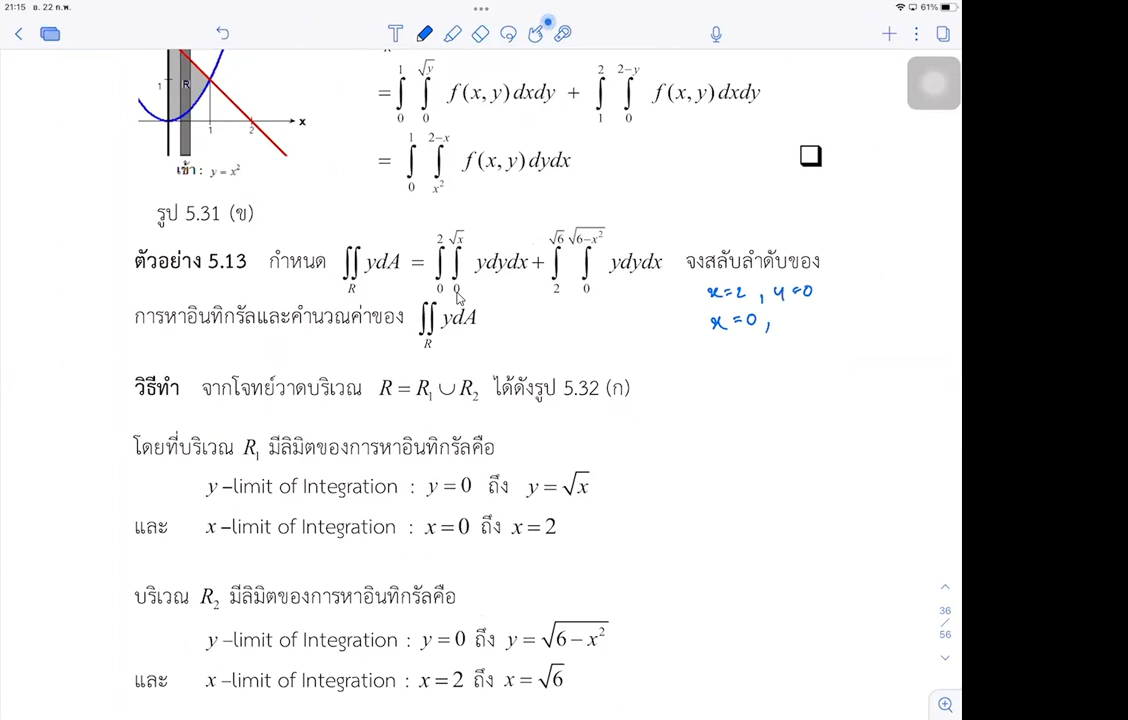 21:15 อ. 22 ก.พ.
61%
T
1
R
x
1
2
เข้า : y = x²
= ∫₀¹ ∫₀^√y f(x, y) dxdy + ∫₁² ∫₀^(2−y) f(x, y) dxdy
= ∫₀¹ ∫_(x²)^(2−x) f(x, y) dydx
รูป 5.31 (ข)
ตัวอย่าง 5.13 กำหนด ∬_R ydA = ∫₀² ∫₀^√x ydydx + ∫₂^√6 ∫₀^√(6−x²) ydydx จงสลับลำดับของ
x=2 , y=0
การหาอินทิกรัลและคำนวณค่าของ ∬_R ydA
x=0,
วิธีทำ จากโจทย์วาดบริเวณ R = R₁ ∪ R₂ ได้ดังรูป 5.32 (ก)
โดยที่บริเวณ R₁ มีลิมิตของการหาอินทิกรัลคือ
y –limit of Integration : y = 0 ถึง y = √x
และ x –limit of Integration : x = 0 ถึง x = 2
บริเวณ R₂ มีลิมิตของการหาอินทิกรัลคือ
y –limit of Integration : y = 0 ถึง y = √(6 − x²)
และ x –limit of Integration : x = 2 ถึง x = √6
36
/
56